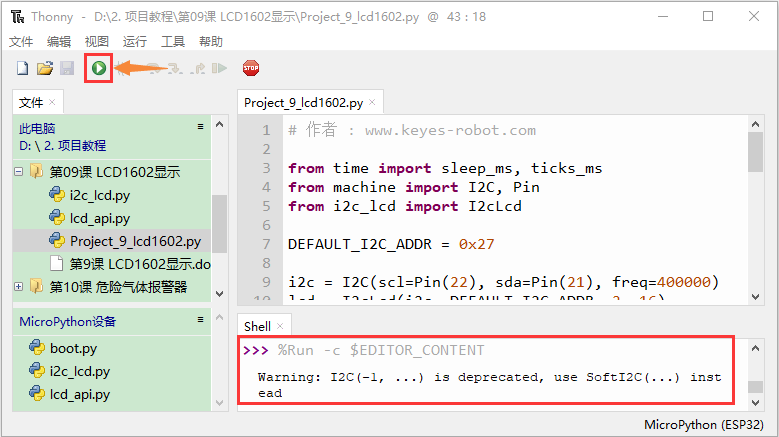 Thonny - D:\2. 项目教程\第09课 LCD1602显示\Project_9_lcd1602.py @ 43 : 18
文件 编辑 视图 运行 工具 帮助
STOP
文件
此电脑
D: \ 2. 项目教程
第09课 LCD1602显示
i2c_lcd.py
lcd_api.py
Project_9_lcd1602.py
第9课 LCD1602显示.do
第10课 危险气体报警器
MicroPython设备
boot.py
i2c_lcd.py
lcd_api.py
Project_9_lcd1602.py
1 # 作者 : www.keyes-robot.com
2
3 from time import sleep_ms, ticks_ms
4 from machine import I2C, Pin
5 from i2c_lcd import I2cLcd
6
7 DEFAULT_I2C_ADDR = 0x27
8
9 i2c = I2C(scl=Pin(22), sda=Pin(21), freq=400000)
10 lcd = I2cLcd(i2c, DEFAULT_I2C_ADDR, 2, 16)
Shell
>>> %Run -c $EDITOR_CONTENT
Warning: I2C(-1, ...) is deprecated, use SoftI2C(...) inst
ead
MicroPython (ESP32)